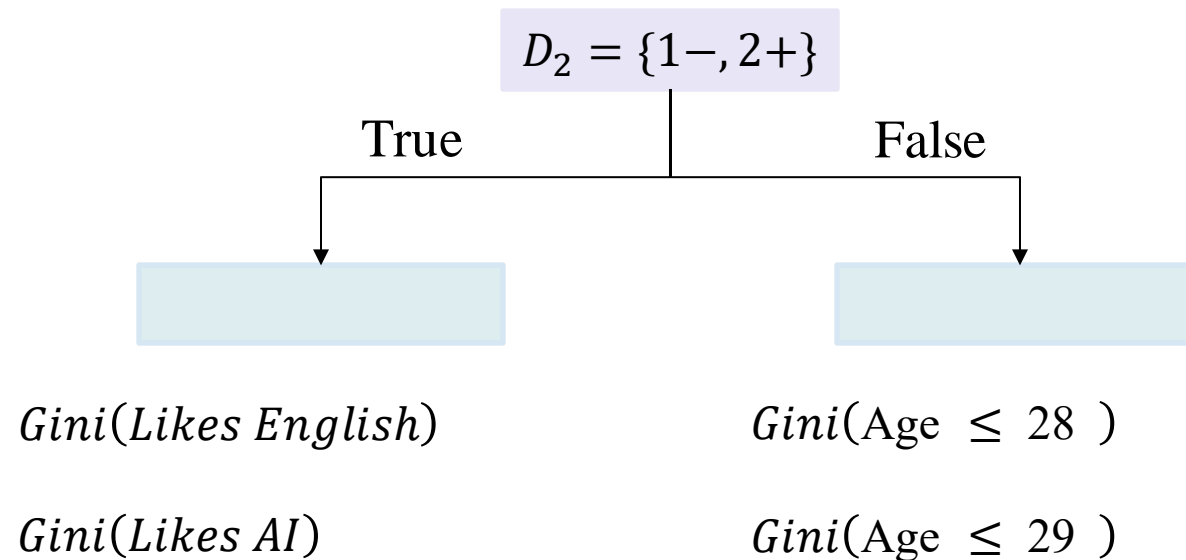 D₂ = {1−, 2+}
True False
Gini(Likes English) Gini(Age ≤ 28 )
Gini(Likes AI) Gini(Age ≤ 29 )